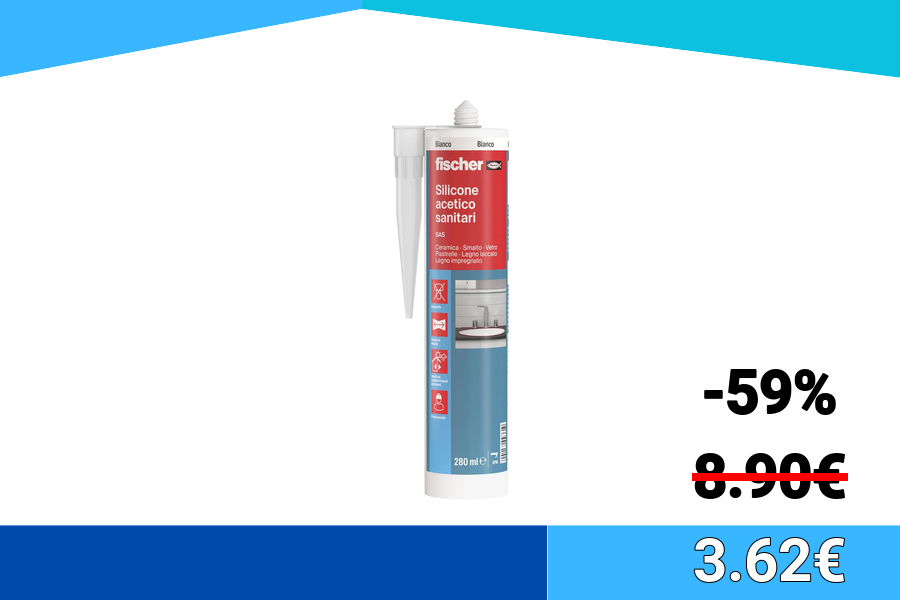 Bianco Bianco
fischer
Silicone
acetico
sanitari
SAS
Ceramica · Smalto · Vetro
Piastrelle · Legno laccato
Legno impregnato
280 ml ℮
-59%
8.90€
3.62€